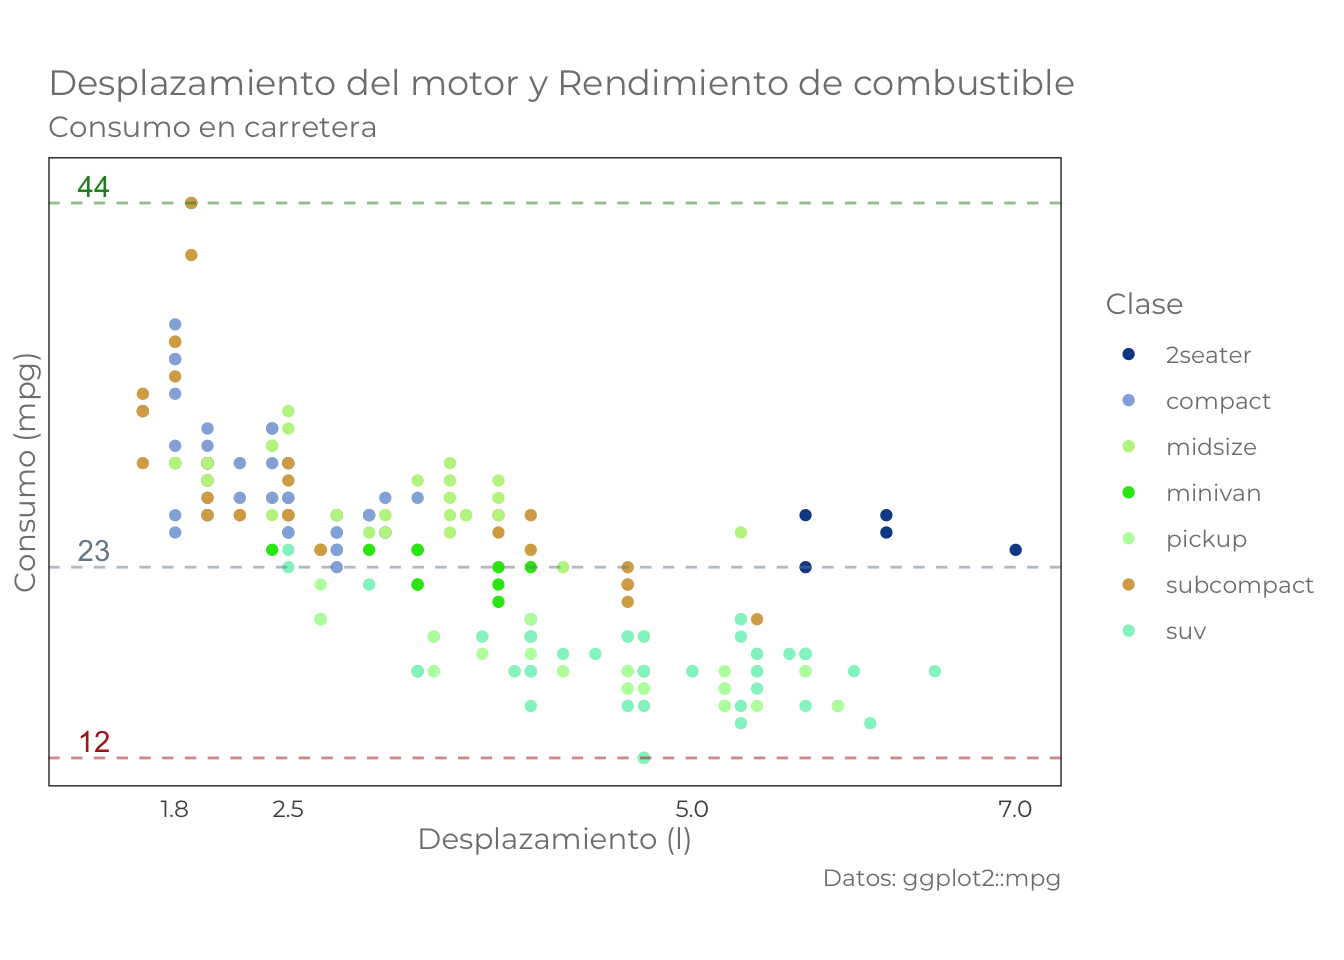 Desplazamiento del motor y Rendimiento de combustible
Consumo en carretera
44
23
12
Consumo (mpg)
1.8 2.5 5.0 7.0
Desplazamiento (l)
Datos: ggplot2::mpg
Clase
2seater
compact
midsize
minivan
pickup
subcompact
suv